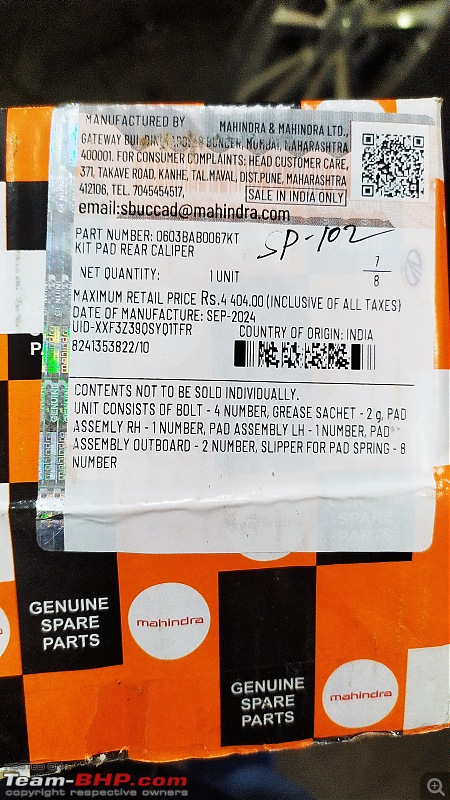 MANUFACTURED BY MAHINDRA & MAHINDRA LTD.,
GATEWAY BUILDING, APOLLO BUNDER, MUMBAI, MAHARASHTRA
400001. FOR CONSUMER COMPLAINTS: HEAD CUSTOMER CARE,
371, TAKAVE ROAD, KANHE, TAL.MAVAL, DIST.PUNE, MAHARASHTRA
412106, TEL. 7045454517,
SALE IN INDIA ONLY
email:sbuccad@mahindra.com
PART NUMBER: 0603BAB0067KT
SP-102
KIT PAD REAR CALIPER
7
8
NET QUANTITY: 1 UNIT
MAXIMUM RETAIL PRICE Rs.4 404.00 (INCLUSIVE OF ALL TAXES)
DATE OF MANUFACTURE: SEP-2024
UID-XXF3Z39QSYQ1TFR COUNTRY OF ORIGIN: INDIA
8241353822/10
CONTENTS NOT TO BE SOLD INDIVIDUALLY.
UNIT CONSISTS OF BOLT - 4 NUMBER, GREASE SACHET - 2 g, PAD
ASSEMLY RH - 1 NUMBER, PAD ASSEMBLY LH - 1 NUMBER, PAD
ASSEMBLY OUTBOARD - 2 NUMBER, SLIPPER FOR PAD SPRING - 8
NUMBER
GENUINE
SPARE
PARTS
mahindra
GENUINE
SPARE
PARTS
mahindra
Team-BHP.com
copyright respective owners